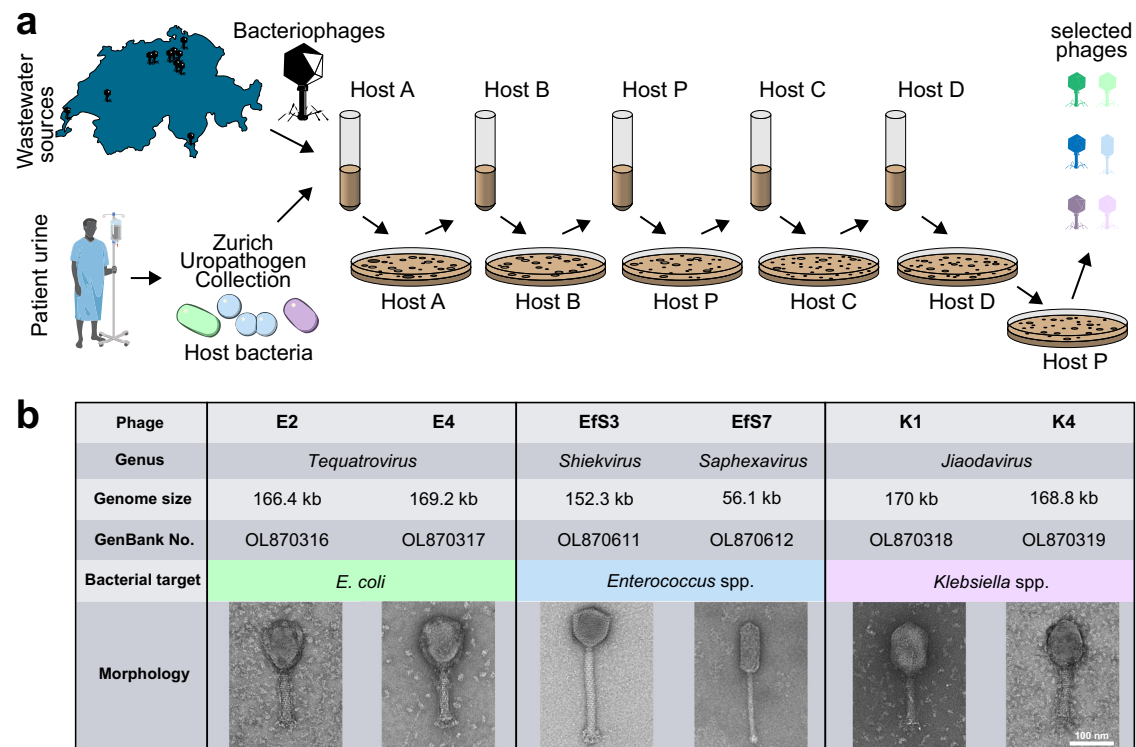 a
Wastewater
sources
Bacteriophages
Host A
Host B
Host P
Host C
Host D
selected
phages
Patient urine
Zurich
Uropathogen
Collection
Host bacteria
Host A
Host B
Host P
Host C
Host D
Host P
b
Phage E2 E4 EfS3 EfS7 K1 K4
Genus Tequatrovirus Shiekvirus Saphexavirus Jiaodavirus
Genome size 166.4 kb 169.2 kb 152.3 kb 56.1 kb 170 kb 168.8 kb
GenBank No. OL870316 OL870317 OL870611 OL870612 OL870318 OL870319
Bacterial target E. coli Enterococcus spp. Klebsiella spp.
Morphology
100 nm